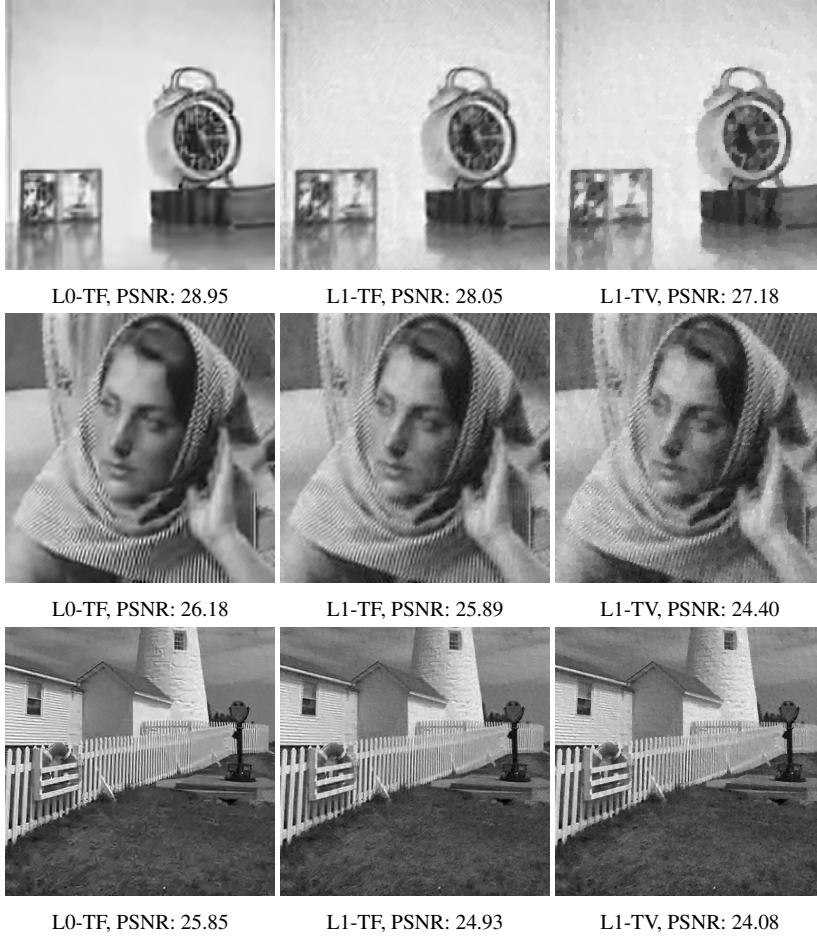 L0-TF, PSNR: 28.95 L1-TF, PSNR: 28.05 L1-TV, PSNR: 27.18
L0-TF, PSNR: 26.18 L1-TF, PSNR: 25.89 L1-TV, PSNR: 24.40
L0-TF, PSNR: 25.85 L1-TF, PSNR: 24.93 L1-TV, PSNR: 24.08